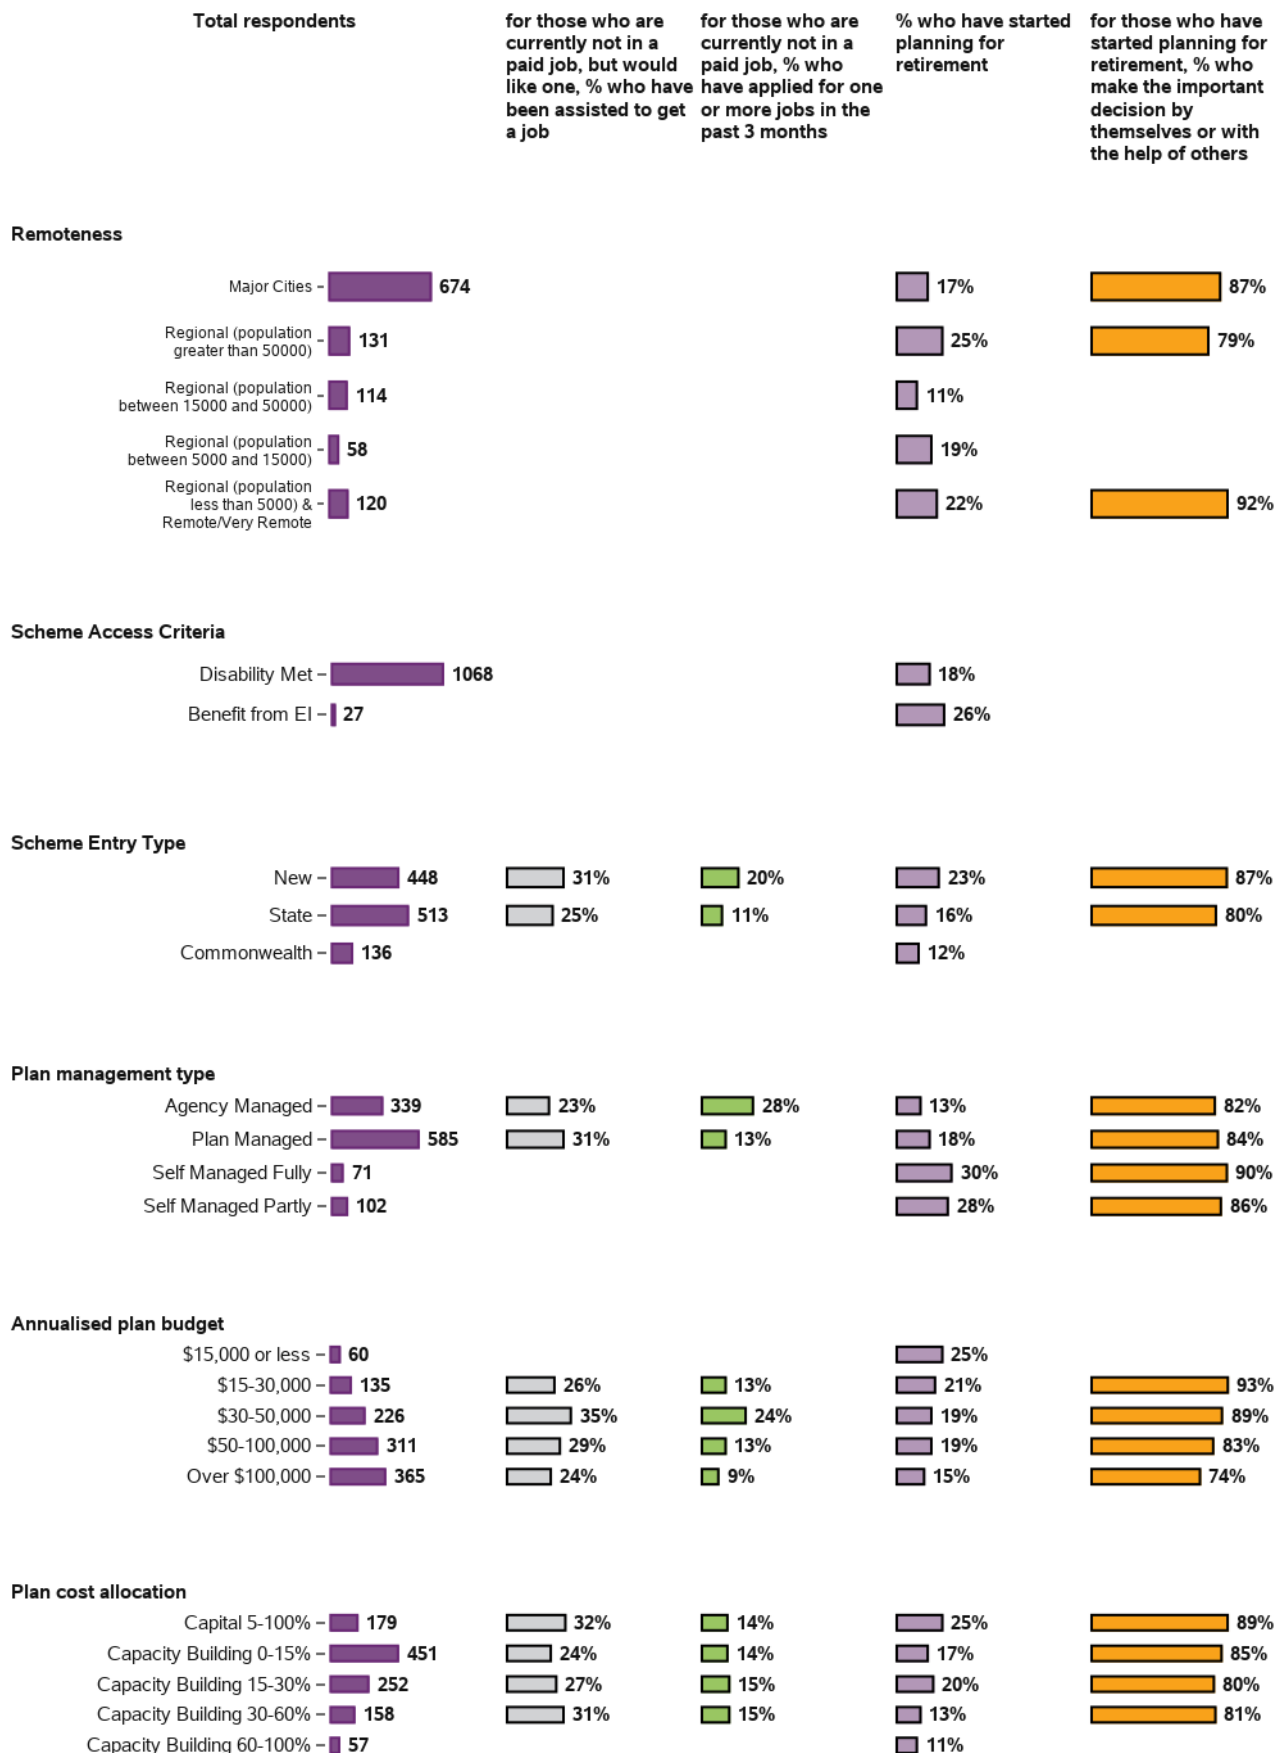 Total respondents
for those who are currently not in a paid job, but would like one, % who have been assisted to get a job
for those who are currently not in a paid job, % who have applied for one or more jobs in the past 3 months
% who have started planning for retirement
for those who have started planning for retirement, % who make the important decision by themselves or with the help of others
Remoteness
Major Cities 674 17% 87%
Regional (population greater than 50000) 131 25% 79%
Regional (population between 15000 and 50000) 114 11%
Regional (population between 5000 and 15000) 58 19%
Regional (population less than 5000) & Remote/Very Remote 120 22% 92%
Scheme Access Criteria
Disability Met 1068 18%
Benefit from EI 27 26%
Scheme Entry Type
New 448 31% 20% 23% 87%
State 513 25% 11% 16% 80%
Commonwealth 136 12%
Plan management type
Agency Managed 339 23% 28% 13% 82%
Plan Managed 585 31% 13% 18% 84%
Self Managed Fully 71 30% 90%
Self Managed Partly 102 28% 86%
Annualised plan budget
$15,000 or less 60 25%
$15-30,000 135 26% 13% 21% 93%
$30-50,000 226 35% 24% 19% 89%
$50-100,000 311 29% 13% 19% 83%
Over $100,000 365 24% 9% 15% 74%
Plan cost allocation
Capital 5-100% 179 32% 14% 25% 89%
Capacity Building 0-15% 451 24% 14% 17% 85%
Capacity Building 15-30% 252 27% 15% 20% 80%
Capacity Building 30-60% 158 31% 15% 13% 81%
Capacity Building 60-100% 57 11%